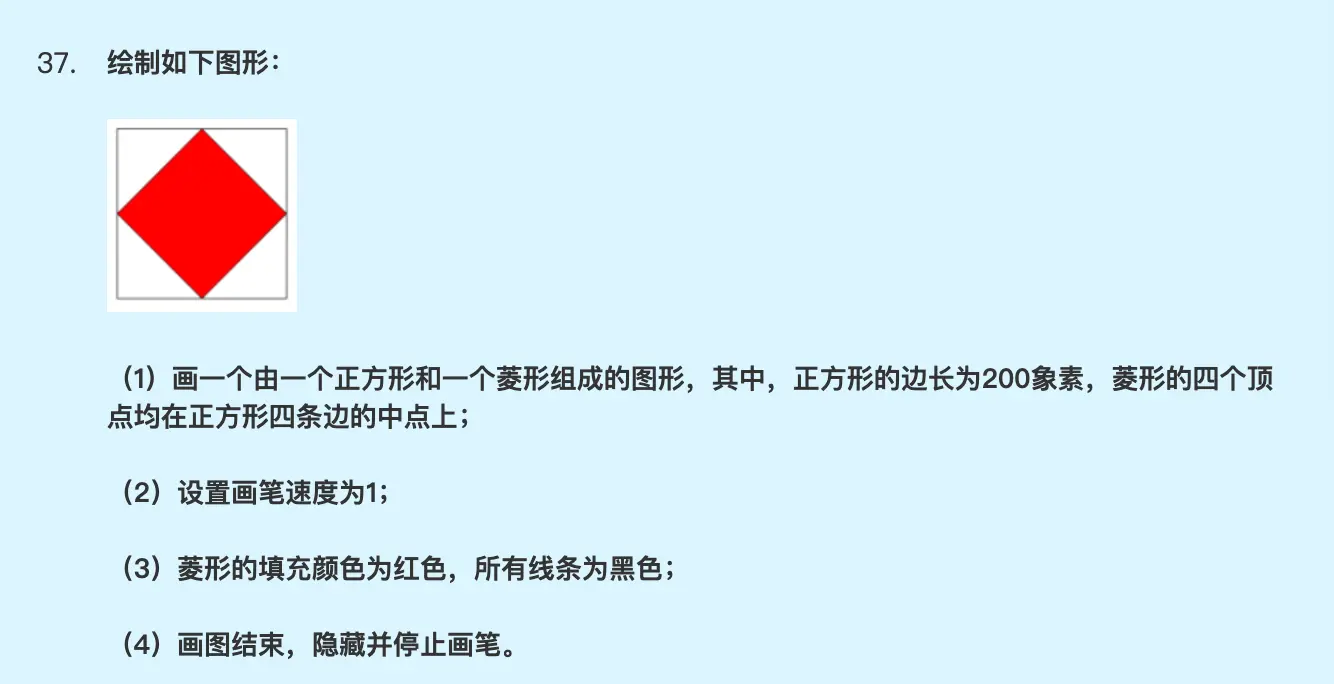 37. 绘制如下图形：
（1）画一个由一个正方形和一个菱形组成的图形，其中，正方形的边长为200象素，菱形的四个顶
点均在正方形四条边的中点上；
（2）设置画笔速度为1；
（3）菱形的填充颜色为红色，所有线条为黑色；
（4）画图结束，隐藏并停止画笔。